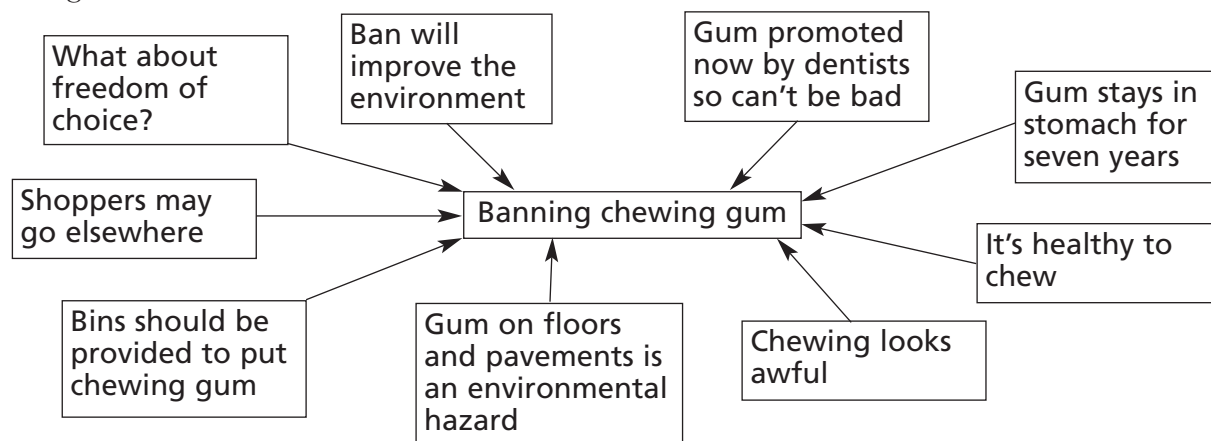 What about
freedom of
choice?
Ban will
improve the
environment
Gum promoted
now by dentists
so can't be bad
Gum stays in
stomach for
seven years
Shoppers may
go elsewhere
Banning chewing gum
It's healthy to
chew
Bins should be
provided to put
chewing gum
Gum on floors
and pavements is
an environmental
hazard
Chewing looks
awful